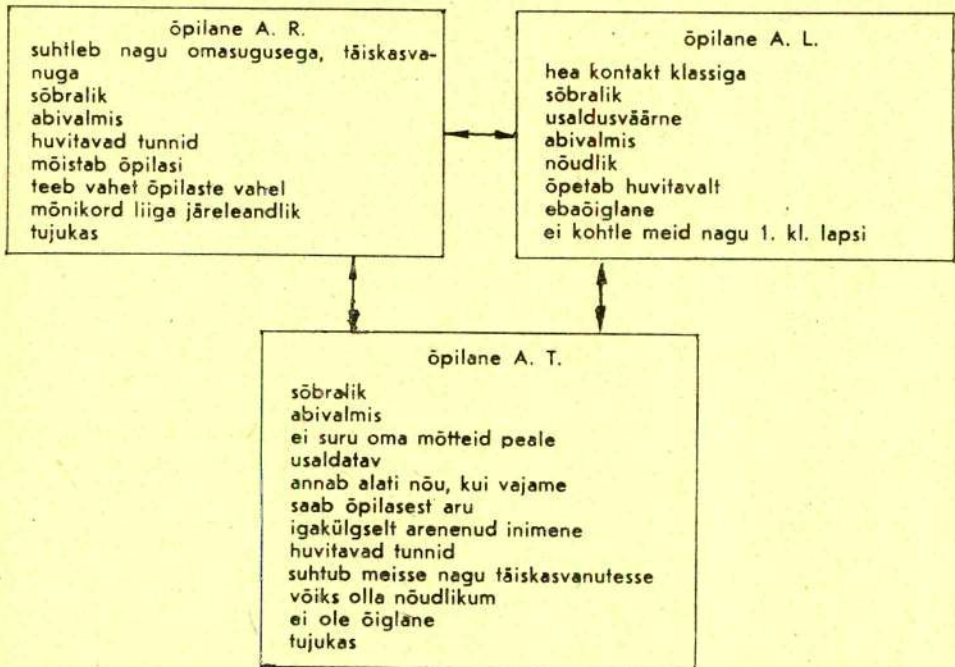 õpilane A. R.
suhtleb nagu omasugusega, täiskasva-
nuga
sõbralik
abivalmis
huvitavad tunnid
mõistab õpilasi
teeb vahet õpilaste vahel
mõnikord liiga järeleandlik
tujukas
õpilane A. L.
hea kontakt klassiga
sõbralik
usaldusväärne
abivalmis
nõudlik
õpetab huvitavalt
ebaõiglane
ei kohtle meid nagu 1. kl. lapsi
õpilane A. T.
sõbralik
abivalmis
ei suru oma mõtteid peale
usaldatav
annab alati nõu, kui vajame
saab õpilasest aru
igakülgselt arenenud inimene
huvitavad tunnid
suhtub meisse nagu täiskasvanutesse
võiks olla nõudlikum
ei ole õiglane
tujukas